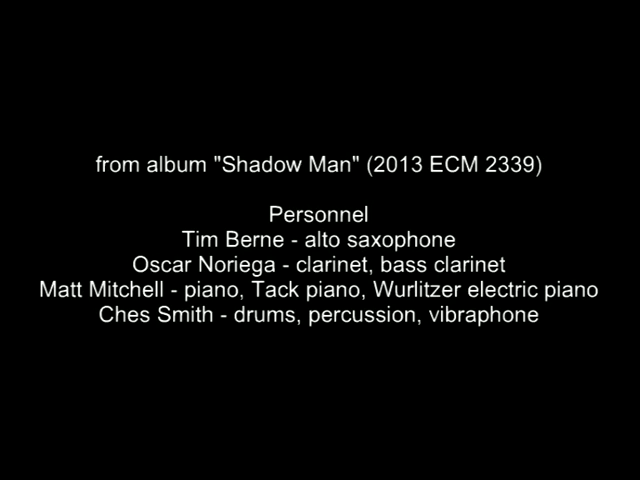 from album "Shadow Man" (2013 ECM 2339)
Personnel
Tim Berne - alto saxophone
Oscar Noriega - clarinet, bass clarinet
Matt Mitchell - piano, Tack piano, Wurlitzer electric piano
Ches Smith - drums, percussion, vibraphone